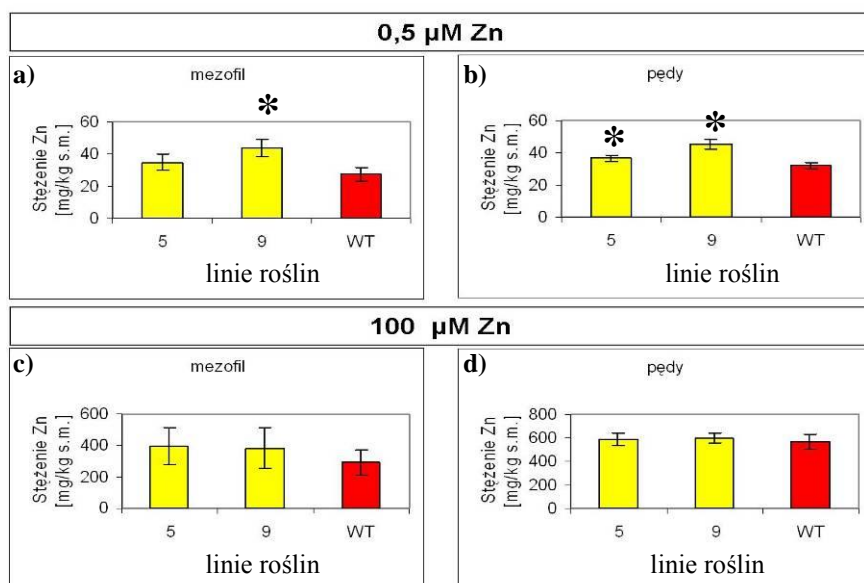 0,5 µM Zn
a)
mezofil
*
Stężenie Zn
[mg/kg s.m.]
60
40
20
0
5 9 WT
linie roślin
b)
pędy
* *
Stężenie Zn
[mg/kg s.m.]
60
40
20
0
5 9 WT
linie roślin
100 µM Zn
c)
mezofil
Stężenie Zn
[mg/kg s.m.]
600
400
200
0
5 9 WT
linie roślin
d)
pędy
Stężenie Zn
[mg/kg s.m.]
800
600
400
200
0
5 9 WT
linie roślin